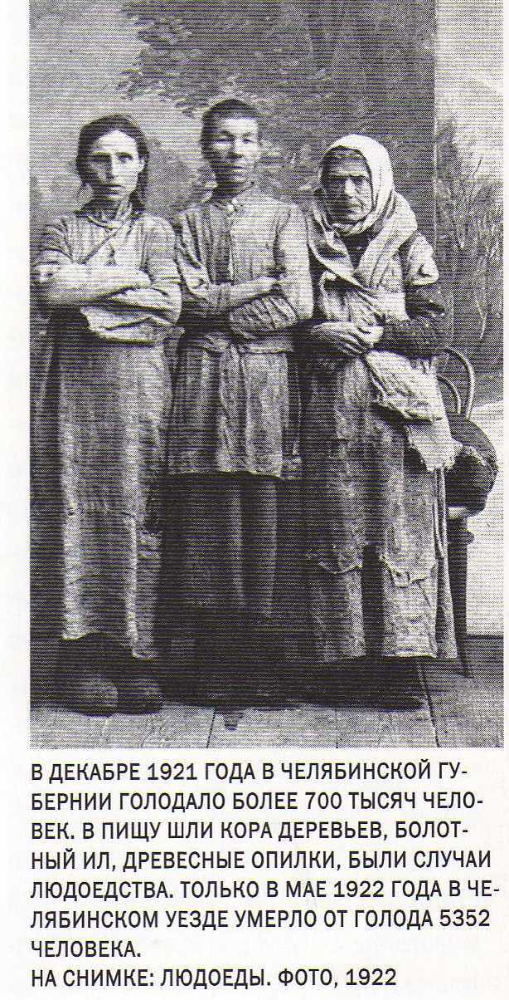 В ДЕКАБРЕ 1921 ГОДА В ЧЕЛЯБИНСКОЙ ГУ-
БЕРНИИ ГОЛОДАЛО БОЛЕЕ 700 ТЫСЯЧ ЧЕЛО-
ВЕК. В ПИЩУ ШЛИ КОРА ДЕРЕВЬЕВ, БОЛОТ-
НЫЙ ИЛ, ДРЕВЕСНЫЕ ОПИЛКИ, БЫЛИ СЛУЧАИ
ЛЮДОЕДСТВА. ТОЛЬКО В МАЕ 1922 ГОДА В ЧЕ-
ЛЯБИНСКОМ УЕЗДЕ УМЕРЛО ОТ ГОЛОДА 5352
ЧЕЛОВЕКА.
НА СНИМКЕ: ЛЮДОЕДЫ. ФОТО, 1922